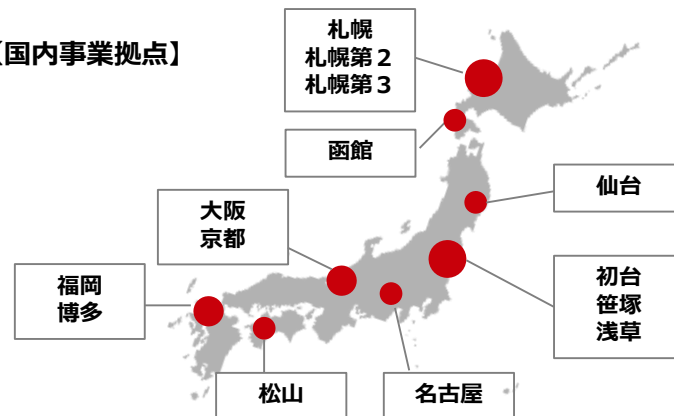 【国内事業拠点】
札幌
札幌第２
札幌第３
函館
仙台
大阪
京都
福岡
博多
初台
笹塚
浅草
松山
名古屋